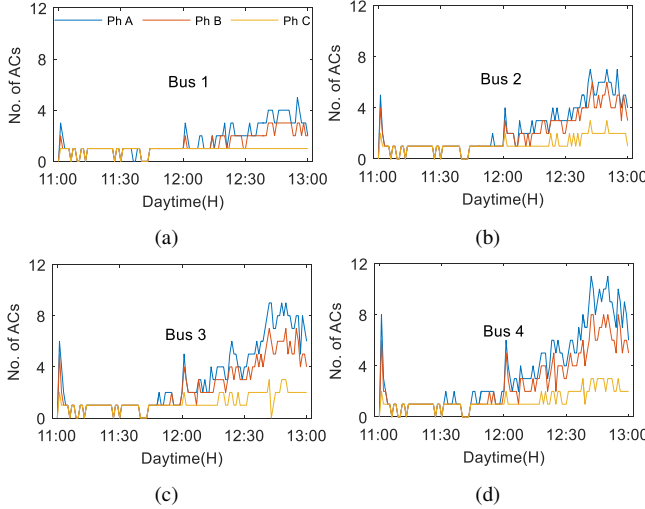 Ph A Ph B Ph C
12
8
4
0
No. of ACs
Bus 1
11:00 11:30 12:00 12:30 13:00
Daytime(H)
(a)
12
8
4
0
No. of ACs
Bus 2
11:00 11:30 12:00 12:30 13:00
Daytime(H)
(b)
12
8
4
0
No. of ACs
Bus 3
11:00 11:30 12:00 12:30 13:00
Daytime(H)
(c)
12
8
4
0
No. of ACs
Bus 4
11:00 11:30 12:00 12:30 13:00
Daytime(H)
(d)